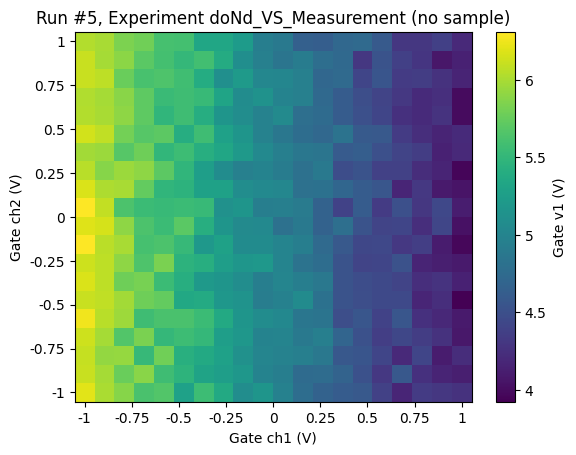 Run #5, Experiment doNd_VS_Measurement (no sample)
1
0.75
0.5
0.25
0
-0.25
-0.5
-0.75
-1
Gate ch2 (V)
-1 -0.75 -0.5 -0.25 0 0.25 0.5 0.75 1
Gate ch1 (V)
6
5.5
5
4.5
4
Gate v1 (V)